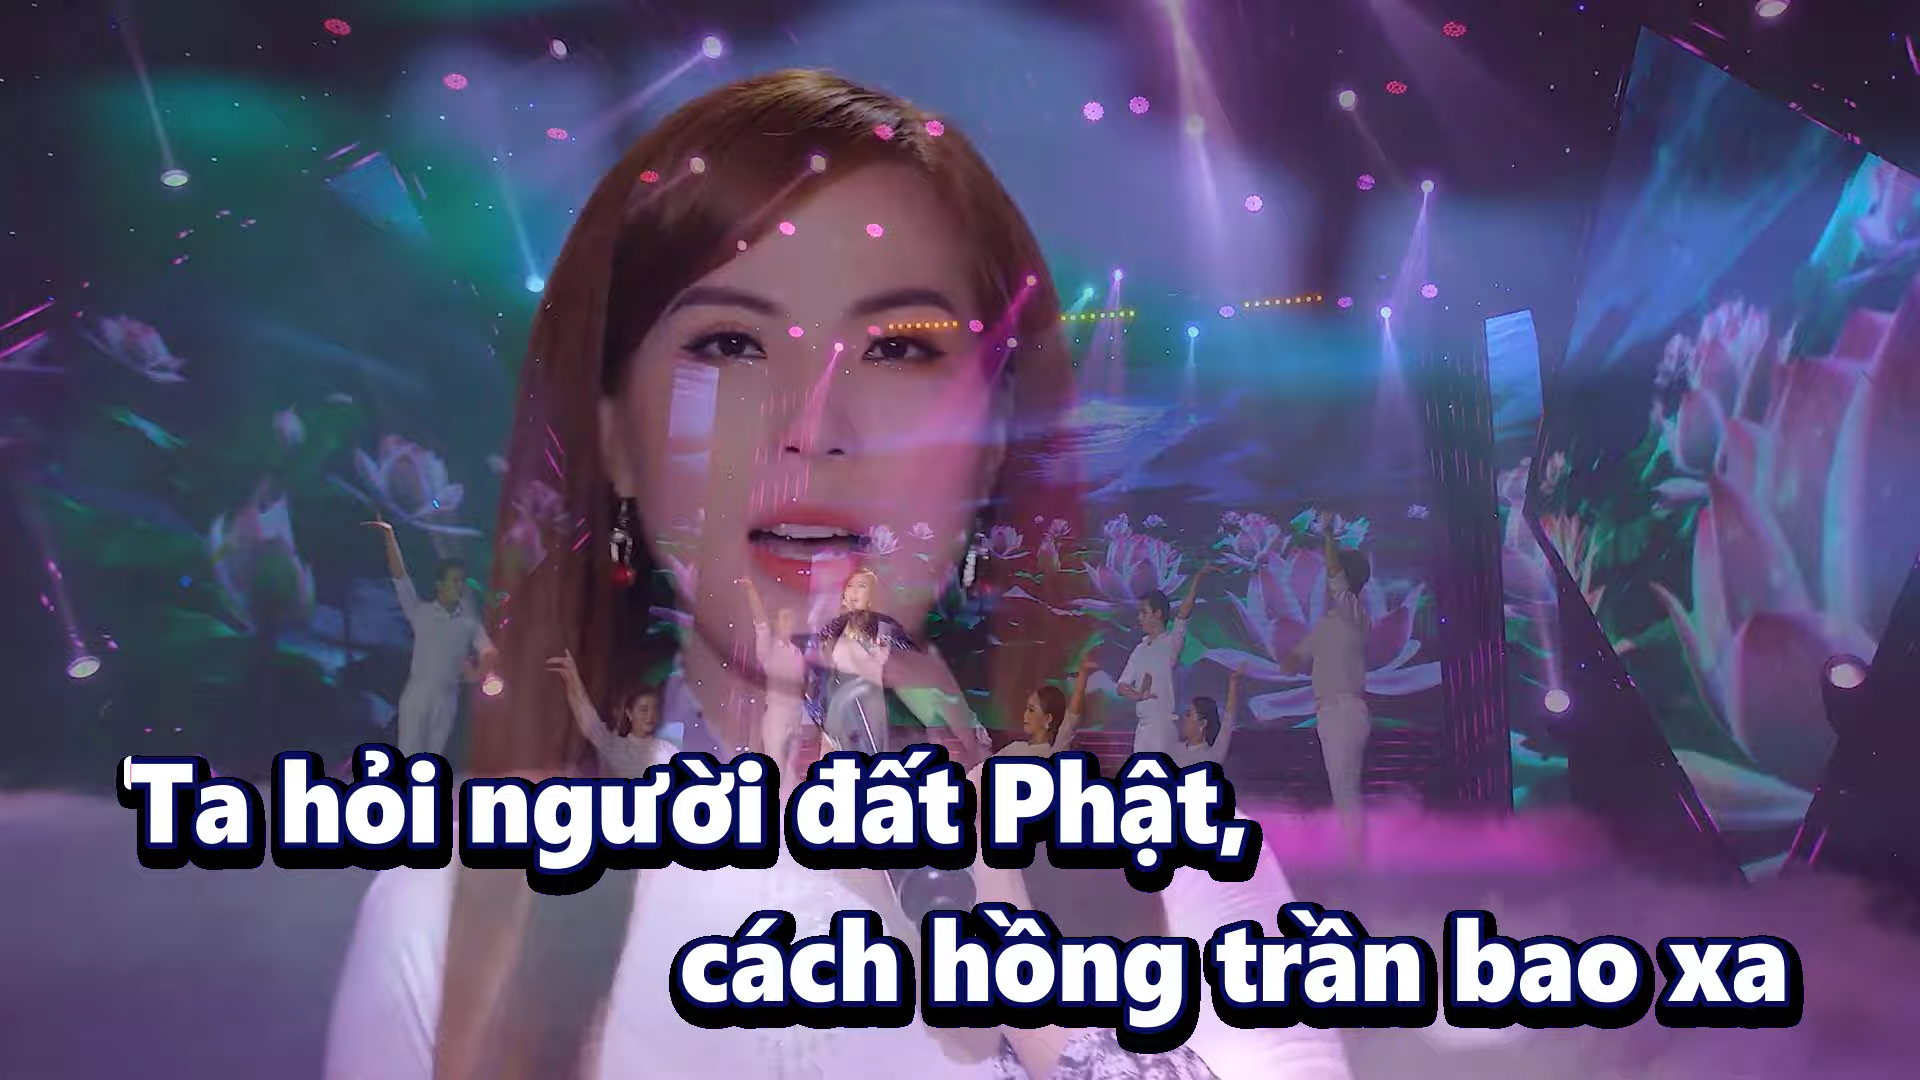 Ta hỏi người đất Phật,
cách hồng trần bao xa